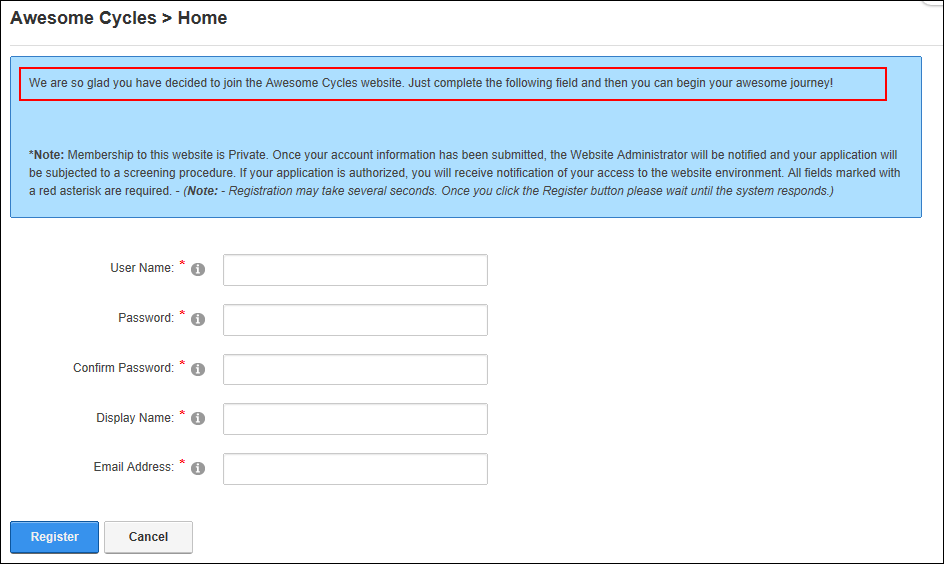 Awesome Cycles > Home
We are so glad you have decided to join the Awesome Cycles website. Just complete the following field and then you can begin your awesome journey!
*Note: Membership to this website is Private. Once your account information has been submitted, the Website Administrator will be notified and your application will
be subjected to a screening procedure. If your application is authorized, you will receive notification of your access to the website environment. All fields marked with
a red asterisk are required. - (Note: - Registration may take several seconds. Once you click the Register button please wait until the system responds.)
User Name: * i
Password: * i
Confirm Password: * i
Display Name: * i
Email Address: * i
Register Cancel